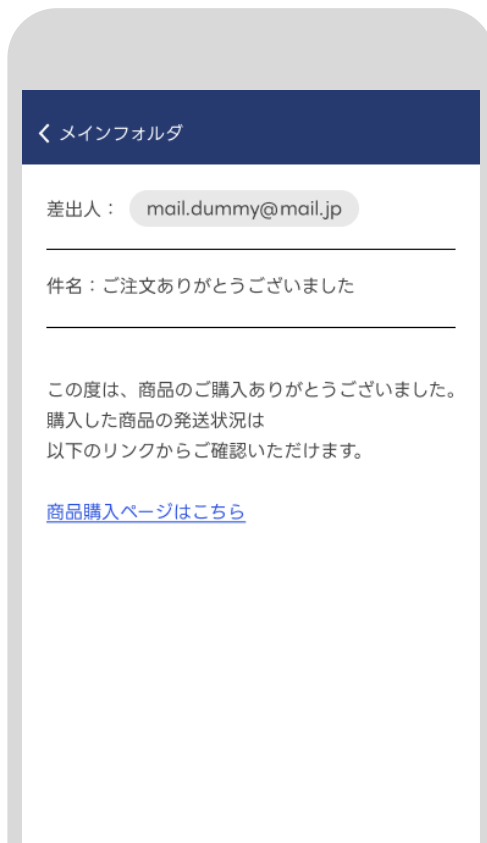 メインフォルダ
差出人： mail.dummy@mail.jp
件名：ご注文ありがとうございました
この度は、商品のご購入ありがとうございました。
購入した商品の発送状況は
以下のリンクからご確認いただけます。
商品購入ページはこちら